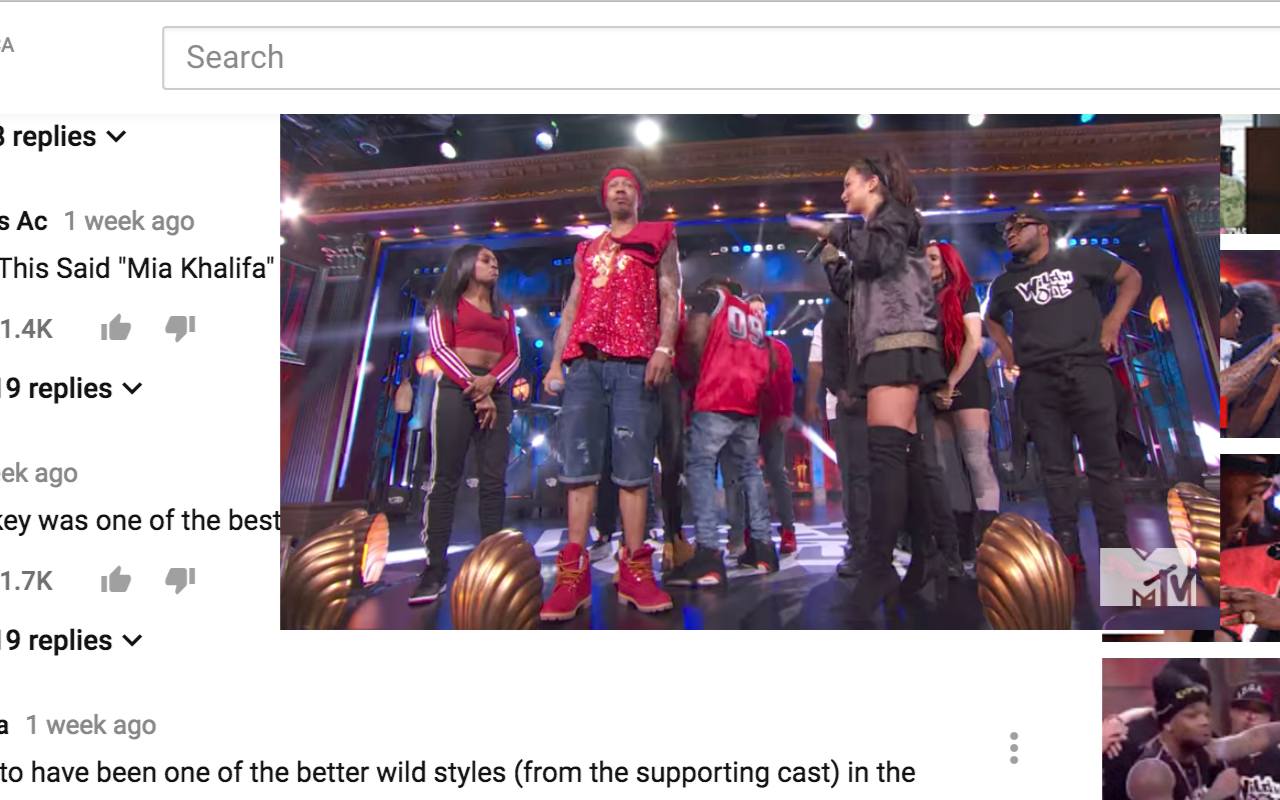 CA
Search
3 replies
s Ac 1 week ago
This Said "Mia Khalifa"
1.4K
19 replies
eek ago
key was one of the best
1.7K
19 replies
a 1 week ago
to have been one of the better wild styles (from the supporting cast) in the
09
Wild'N Out
MTV